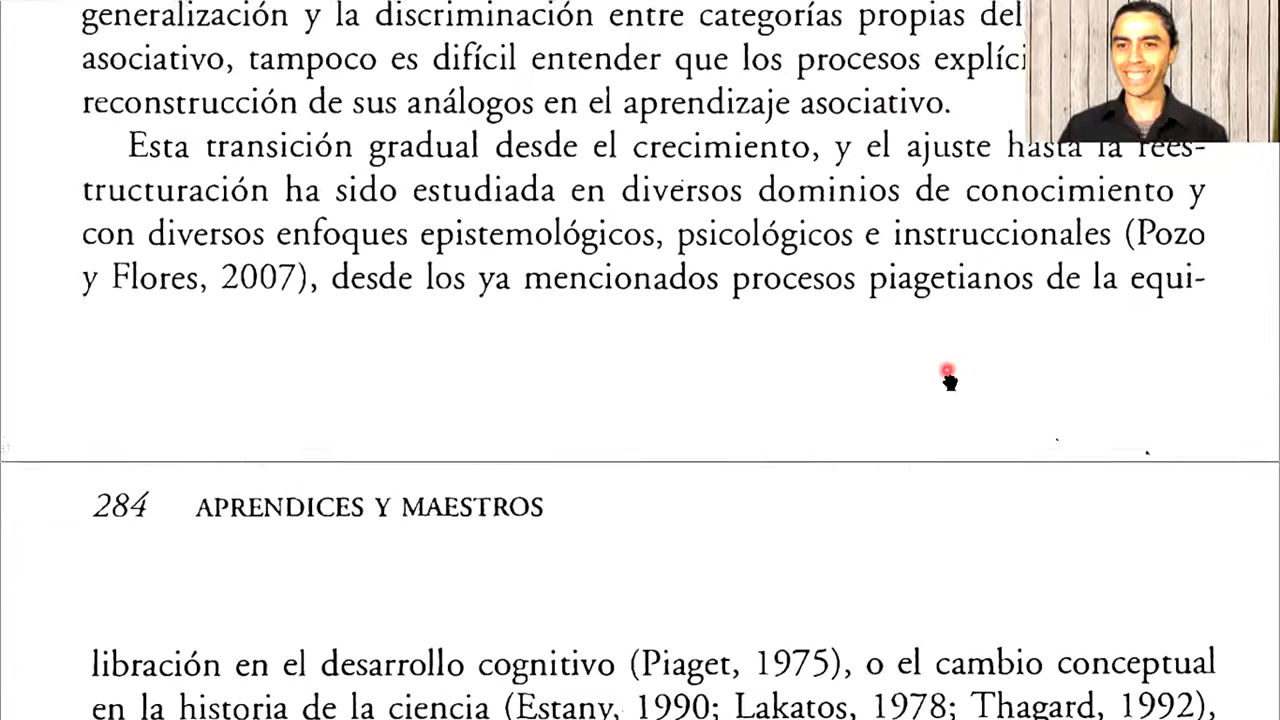 generalización y la discriminación entre categorías propias del
asociativo, tampoco es difícil entender que los procesos
reconstrucción de sus análogos en el aprendizaje asociativo.
Esta transición gradual desde el crecimiento, y el ajuste hasta la rees-
tructuración ha sido estudiada en diversos dominios de conocimiento y
con diversos enfoques epistemológicos, psicológicos e instruccionales (Pozo
y Flores, 2007), desde los ya mencionados procesos piagetianos de la equi-
284 APRENDICES Y MAESTROS
libración en el desarrollo cognitivo (Piaget, 1975), o el cambio conceptual
en la historia de la ciencia (Estany, 1990; Lakatos, 1978; Thagard, 1992),